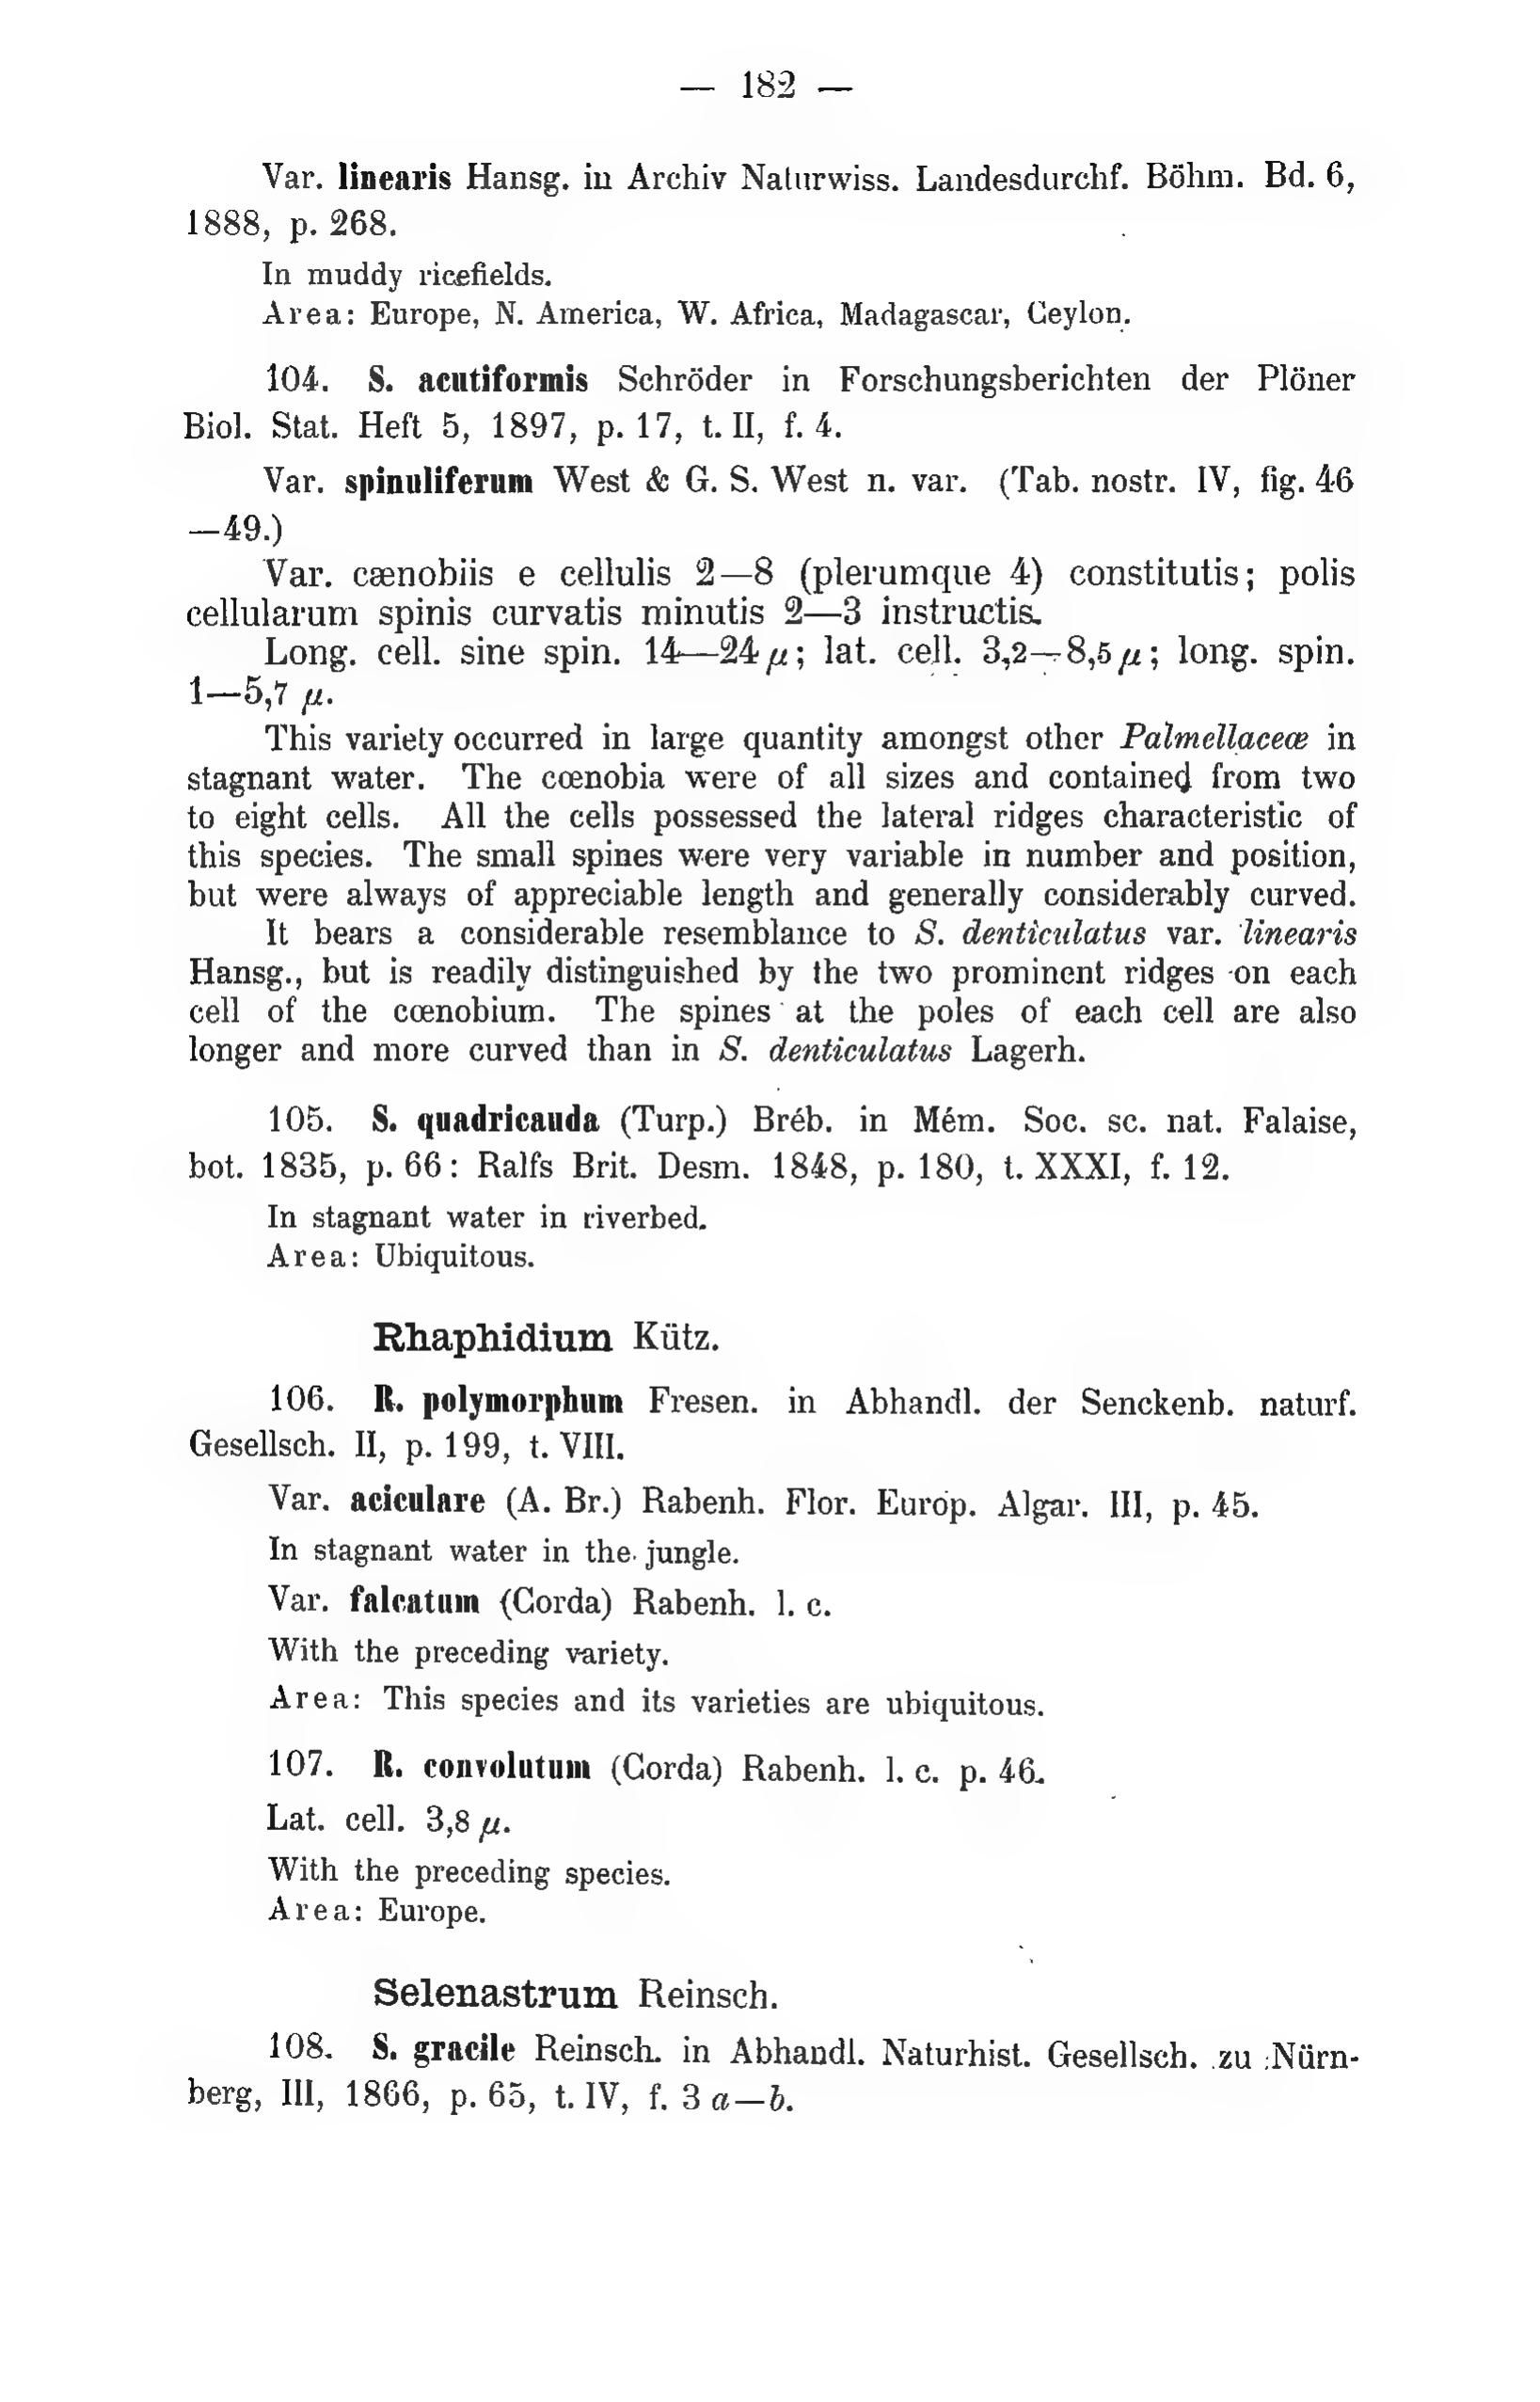 — 182 —
Var. linearis Hansg. in Archiv Naturwiss. Landesdurchf. Böhm. Bd. 6,
1888, p. 268.
In muddy ricefields.
Area: Europe, N. America, W. Africa, Madagascar, Ceylon.
104. S. acutiformis Schröder in Forschungsberichten der Plöner
Biol. Stat. Heft 5, 1897, p. 17, t. II, f. 4.
Var. spinuliferum West & G. S. West n. var. (Tab. nostr. IV, fig. 46
—49.)
Var. cænobiis e cellulis 2—8 (plerumque 4) constitutis; polis
cellularum spinis curvatis minutis 2—3 instructis.
Long. cell. sine spin. 14—24 μ; lat. cell. 3,2—8,5 μ; long. spin.
1—5,7 μ.
This variety occurred in large quantity amongst other Palmellaceæ in
stagnant water. The cœnobia were of all sizes and contained from two
to eight cells. All the cells possessed the lateral ridges characteristic of
this species. The small spines were very variable in number and position,
but were always of appreciable length and generally considerably curved.
It bears a considerable resemblance to S. denticulatus var. linearis
Hansg., but is readily distinguished by the two prominent ridges on each
cell of the cœnobium. The spines at the poles of each cell are also
longer and more curved than in S. denticulatus Lagerh.
105. S. quadricauda (Turp.) Bréb. in Mém. Soc. sc. nat. Falaise,
bot. 1835, p. 66: Ralfs Brit. Desm. 1848, p. 180, t. XXXI, f. 12.
In stagnant water in riverbed.
Area: Ubiquitous.
Rhaphidium Kütz.
106. R. polymorphum Fresen. in Abhandl. der Senckenb. naturf.
Gesellsch. II, p. 199, t. VIII.
Var. aciculare (A. Br.) Rabenh. Flor. Europ. Algar. III, p. 45.
In stagnant water in the jungle.
Var. falcatum (Corda) Rabenh. l. c.
With the preceding variety.
Area: This species and its varieties are ubiquitous.
107. R. convolutum (Corda) Rabenh. l. c. p. 46.
Lat. cell. 3,8 μ.
With the preceding species.
Area: Europe.
Selenastrum Reinsch.
108. S. gracile Reinsch. in Abhandl. Naturhist. Gesellsch. zu Nürn-
berg, III, 1866, p. 65, t. IV, f. 3 a—b.